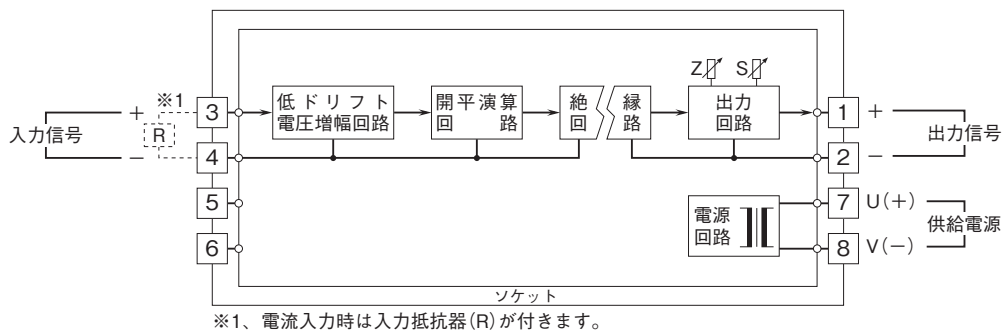 Z S
※1
+
入力信号
−
R
3
4
5
6
低ドリフト
電圧増幅回路
開平演算
回路
絶縁
回路
出力
回路
電源
回路
1 +
2 −
出力信号
7 U(+)
8 V(−)
供給電源
ソケット
※1、電流入力時は入力抵抗器(R)が付きます。